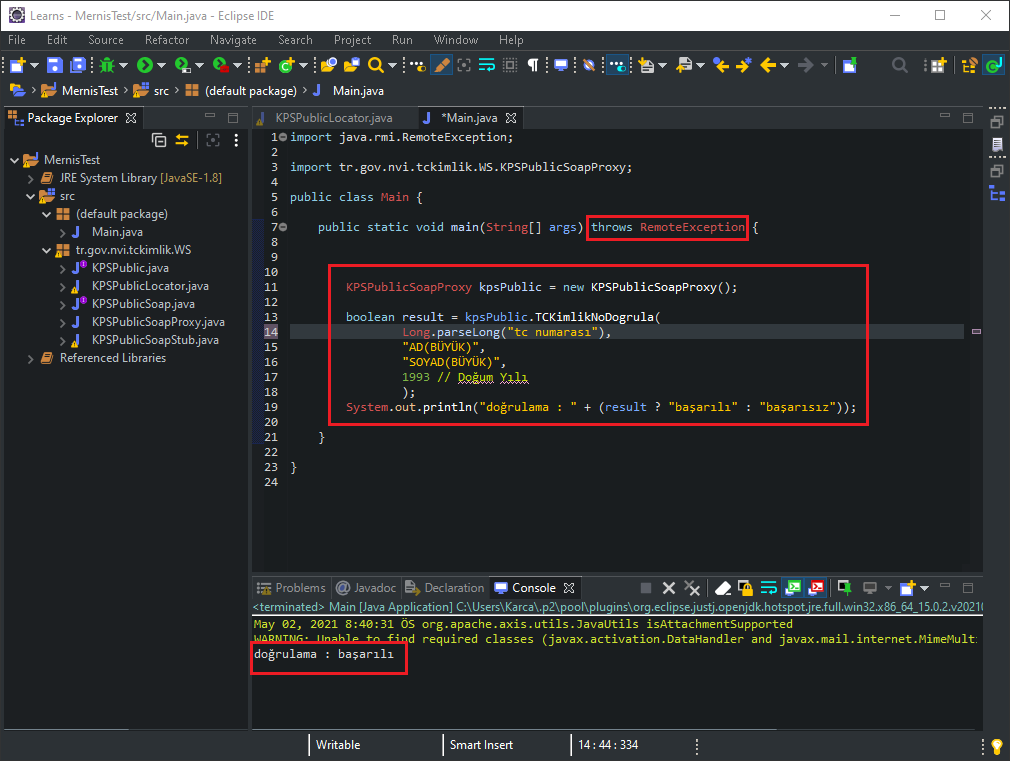 Learns - MernisTest/src/Main.java - Eclipse IDE
File Edit Source Refactor Navigate Search Project Run Window Help
MernisTest src (default package) Main.java
Package Explorer
MernisTest
JRE System Library [JavaSE-1.8]
src
(default package)
Main.java
tr.gov.nvi.tckimlik.WS
KPSPublic.java
KPSPublicLocator.java
KPSPublicSoap.java
KPSPublicSoapProxy.java
KPSPublicSoapStub.java
Referenced Libraries
KPSPublicLocator.java *Main.java
1 import java.rmi.RemoteException;
2
3 import tr.gov.nvi.tckimlik.WS.KPSPublicSoapProxy;
4
5 public class Main {
6
7 public static void main(String[] args) throws RemoteException {
8
9
10
11 KPSPublicSoapProxy kpsPublic = new KPSPublicSoapProxy();
12
13 boolean result = kpsPublic.TCKimlikNoDogrula(
14 Long.parseLong("tc numarası"),
15 "AD(BÜYÜK)",
16 "SOYAD(BÜYÜK)",
17 1993 // Doğum Yılı
18 );
19 System.out.println("doğrulama : " + (result ? "başarılı" : "başarısız"));
20
21 }
22
23 }
24
Problems @ Javadoc Declaration Console
<terminated> Main [Java Application] C:\Users\Karca\.p2\pool\plugins\org.eclipse.justj.openjdk.hotspot.jre.full.win32.x86_64_15.0.2.v20210
May 02, 2021 8:40:31 ÖS org.apache.axis.utils.JavaUtils isAttachmentSupported
WARNING: Unable to find required classes (javax.activation.DataHandler and javax.mail.internet.MimeMulti
doğrulama : başarılı
Writable Smart Insert 14 : 44 : 334